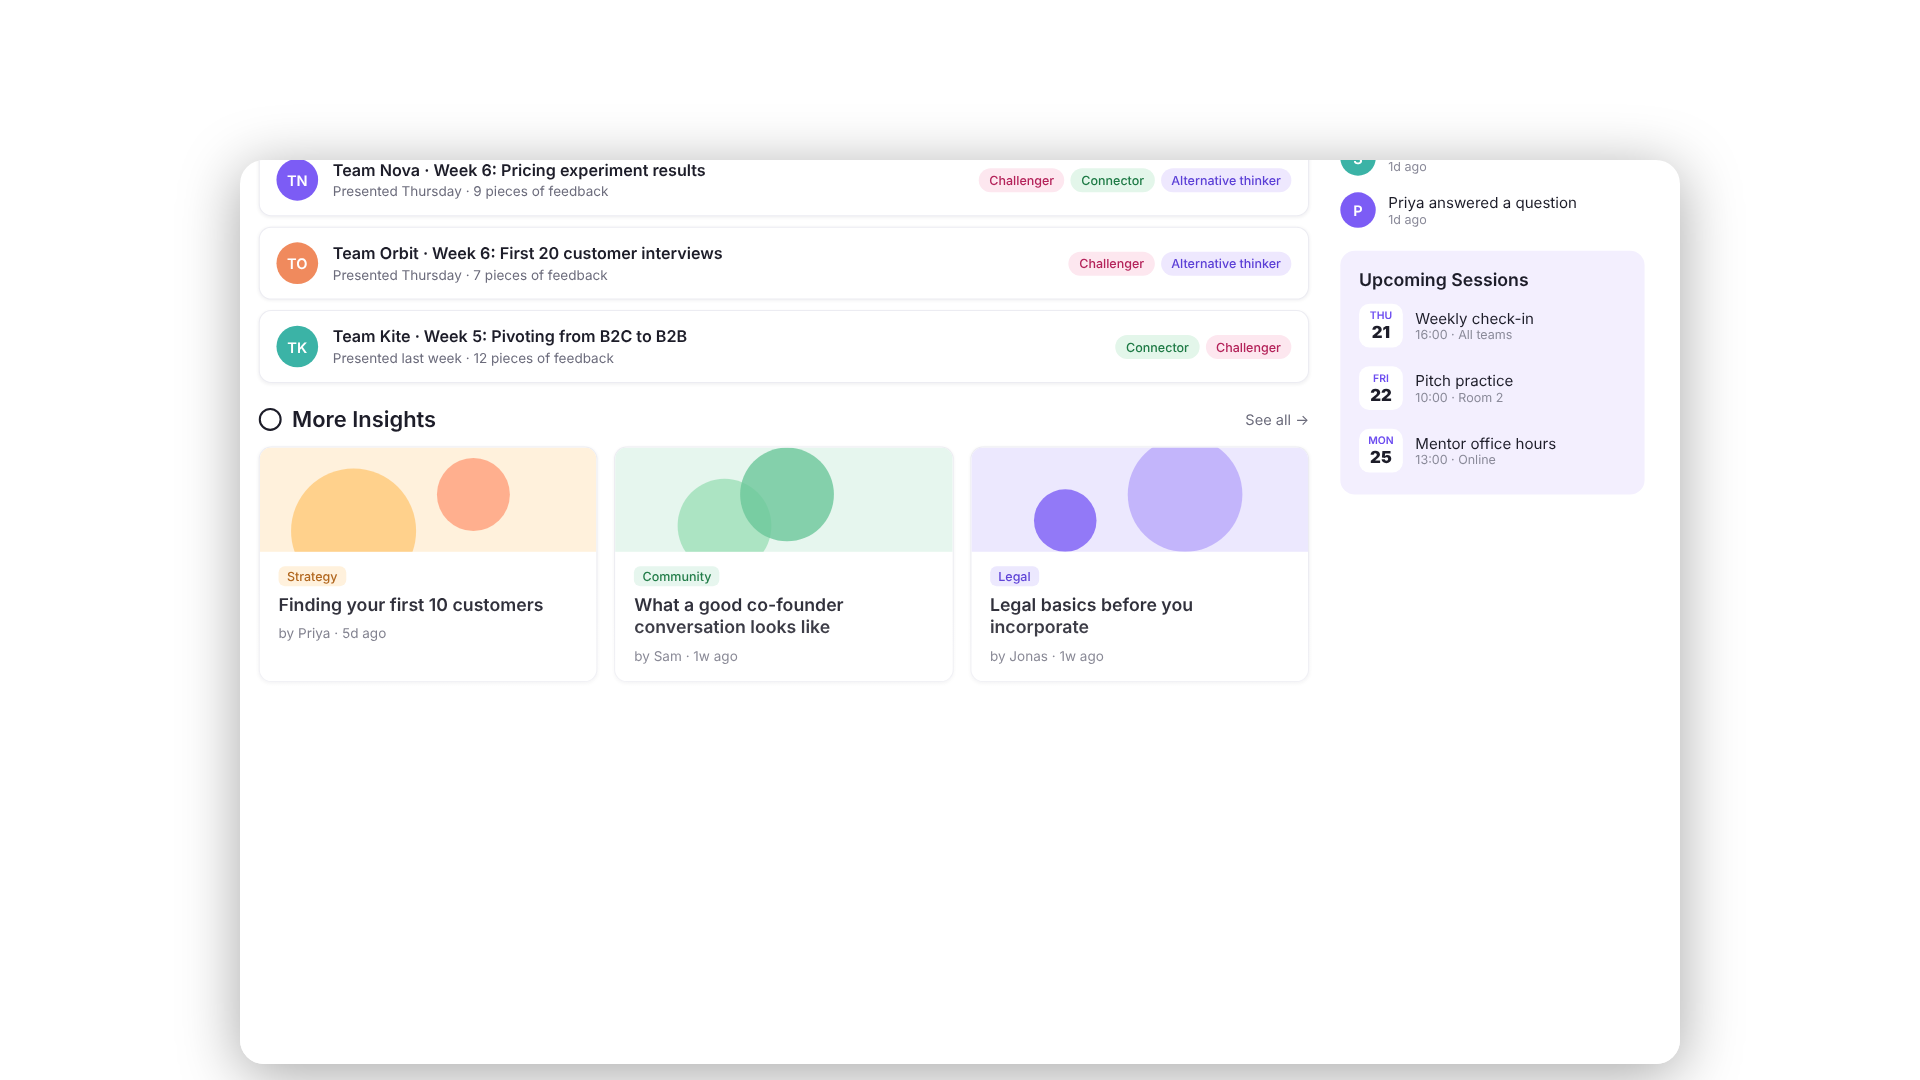 TN
Team Nova · Week 6: Pricing experiment results
Presented Thursday · 9 pieces of feedback
Challenger
Connector
Alternative thinker
TO
Team Orbit · Week 6: First 20 customer interviews
Presented Thursday · 7 pieces of feedback
Challenger
Alternative thinker
TK
Team Kite · Week 5: Pivoting from B2C to B2B
Presented last week · 12 pieces of feedback
Connector
Challenger
More Insights
See all →
Strategy
Finding your first 10 customers
by Priya · 5d ago
Community
What a good co-founder
conversation looks like
by Sam · 1w ago
Legal
Legal basics before you
incorporate
by Jonas · 1w ago
1d ago
P
Priya answered a question
1d ago
Upcoming Sessions
THU
21
Weekly check-in
16:00 · All teams
FRI
22
Pitch practice
10:00 · Room 2
MON
25
Mentor office hours
13:00 · Online